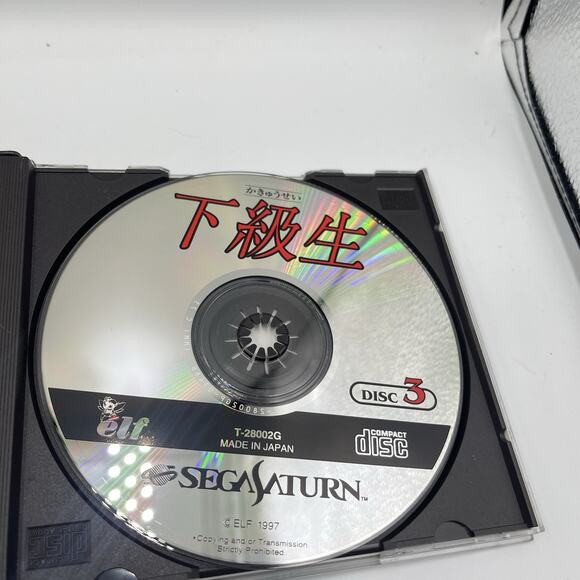 かきゅうせい
下級生
DISC 3
elf
T-28002G
MADE IN JAPAN
COMPACT
disc
SEGA SATURN™
© ELF 1997
•Copying and/or Transmission
Strictly Prohibited.